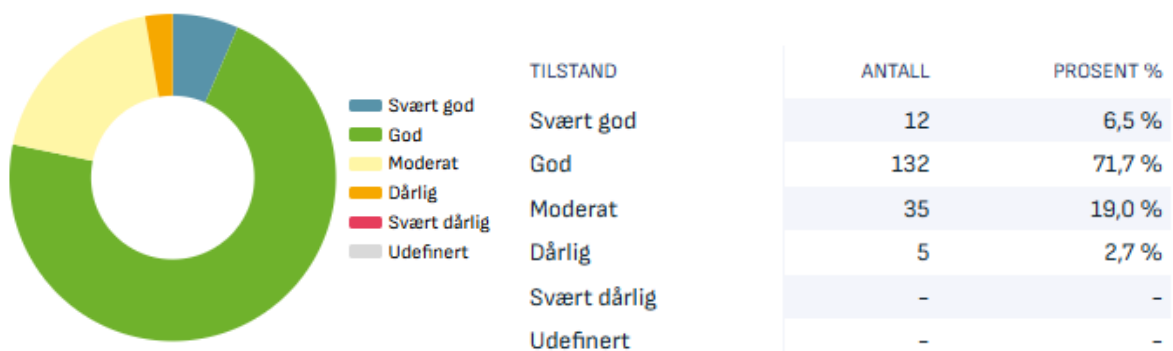 Svært god
God
Moderat
Dårlig
Svært dårlig
Udefinert
TILSTAND ANTALL PROSENT %
Svært god 12 6,5 %
God 132 71,7 %
Moderat 35 19,0 %
Dårlig 5 2,7 %
Svært dårlig - -
Udefinert - -